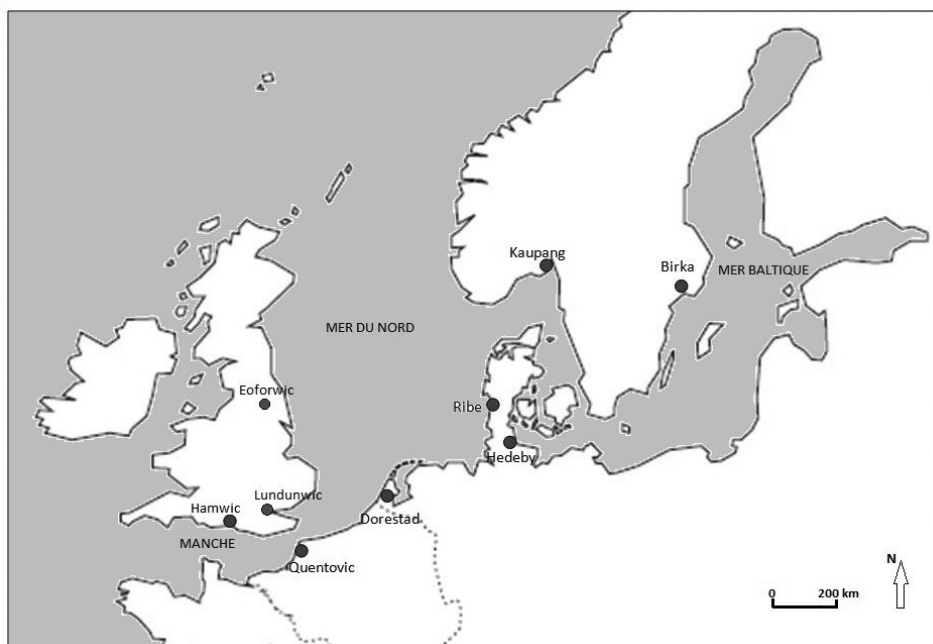 Kaupang
Birka
MER BALTIQUE
MER DU NORD
Eoforwic
Ribe
Hedeby
Lundunwic
Hamwic
Dorestad
MANCHE
Quentovic
N
0 200 km